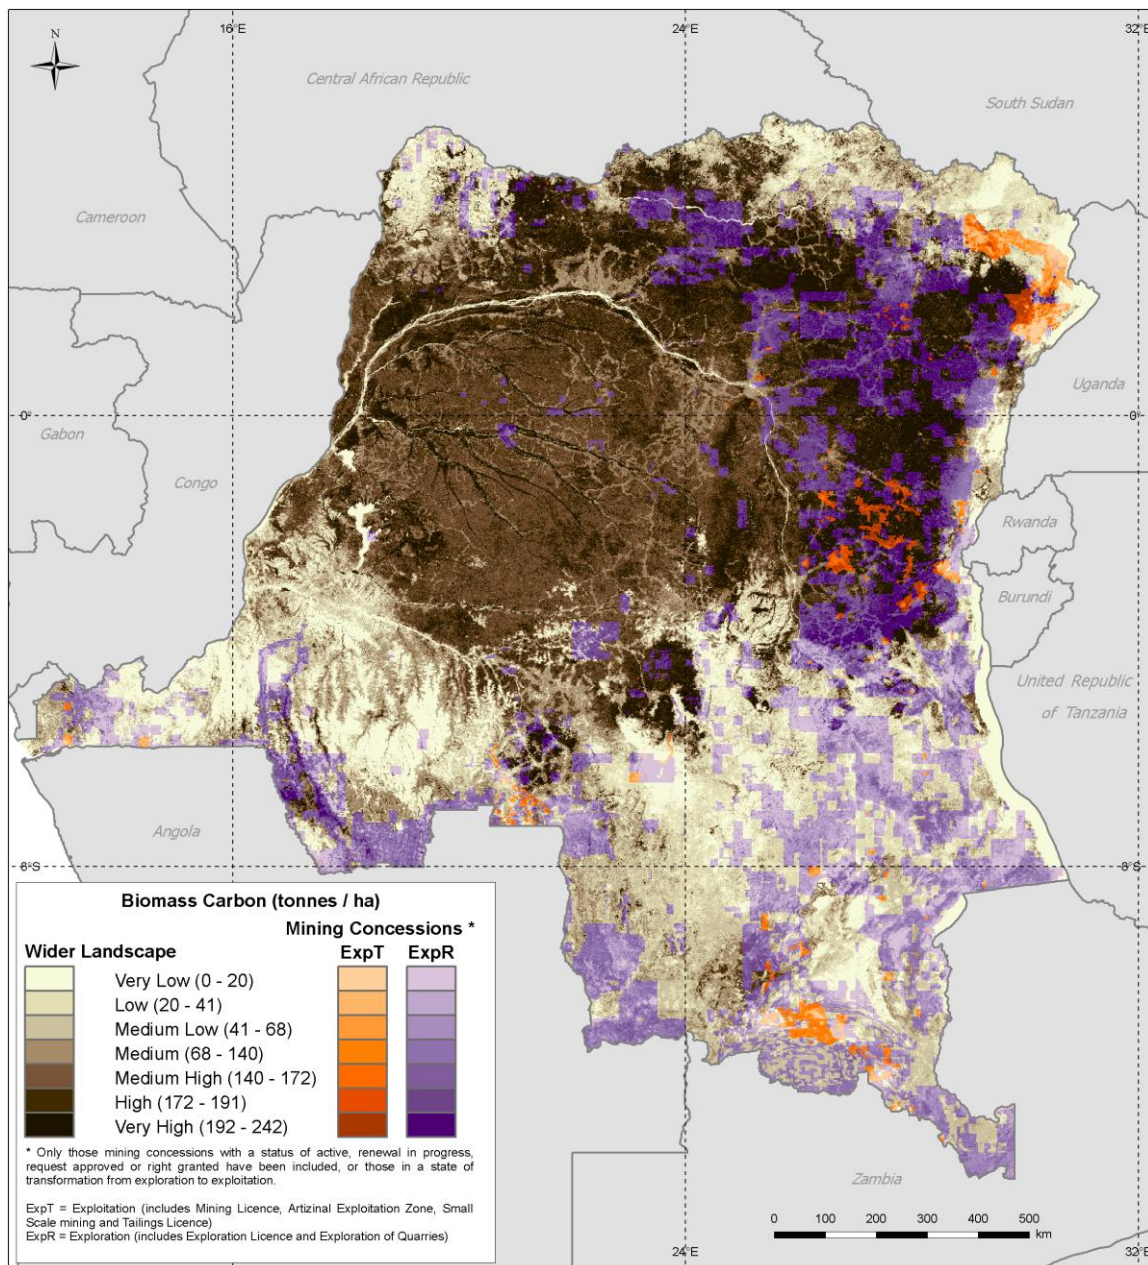 16°E
24°E
32°E
N
Central African Republic
South Sudan
Cameroon
Uganda
0°
0°
Gabon
Congo
Rwanda
Burundi
United Republic
of Tanzania
Angola
8°S
8°S
Biomass Carbon (tonnes / ha)
Mining Concessions *
Wider Landscape
ExpT
ExpR
Very Low (0 - 20)
Low (20 - 41)
Medium Low (41 - 68)
Medium (68 - 140)
Medium High (140 - 172)
High (172 - 191)
Very High (192 - 242)
* Only those mining concessions with a status of active, renewal in progress,
request approved or right granted have been included, or those in a state of
transformation from exploration to exploitation.
ExpT = Exploitation (includes Mining Licence, Artizinal Exploitation Zone, Small
Scale mining and Tailings Licence)
ExpR = Exploration (includes Exploration Licence and Exploration of Quarries)
Zambia
0 100 200 300 400 500
km
24°E
32°E